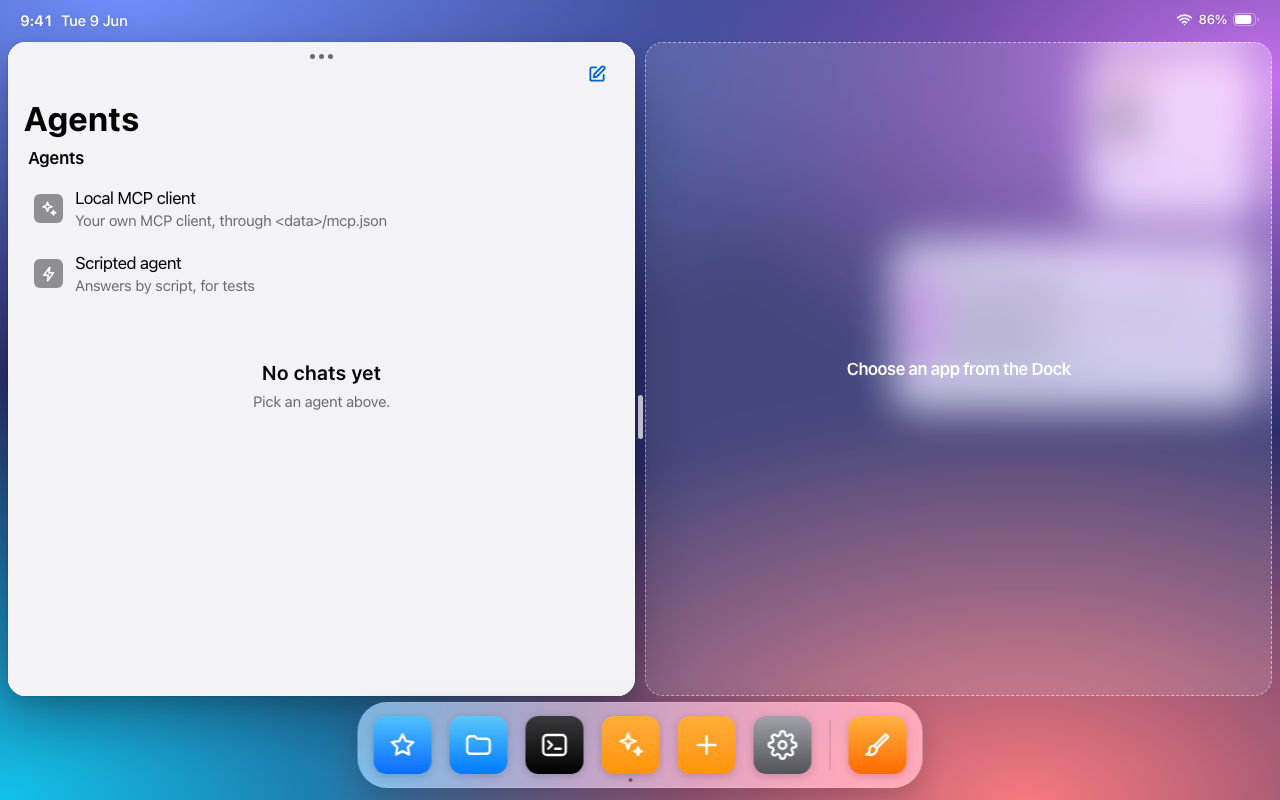 9:41 Tue 9 Jun
86%
Agents
Agents
Local MCP client
Your own MCP client, through <data>/mcp.json
Scripted agent
Answers by script, for tests
No chats yet
Pick an agent above.
Choose an app from the Dock